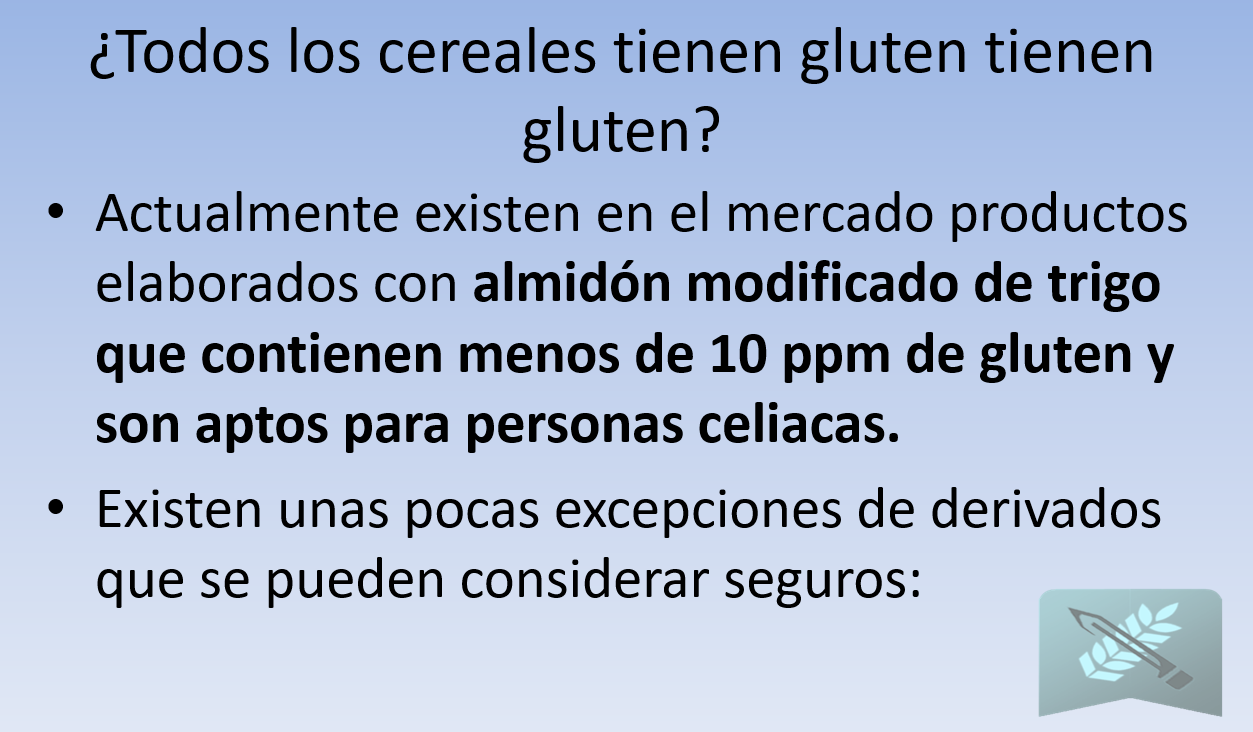 ¿Todos los cereales tienen gluten tienen
gluten?
• Actualmente existen en el mercado productos
elaborados con almidón modificado de trigo
que contienen menos de 10 ppm de gluten y
son aptos para personas celiacas.
• Existen unas pocas excepciones de derivados
que se pueden considerar seguros: